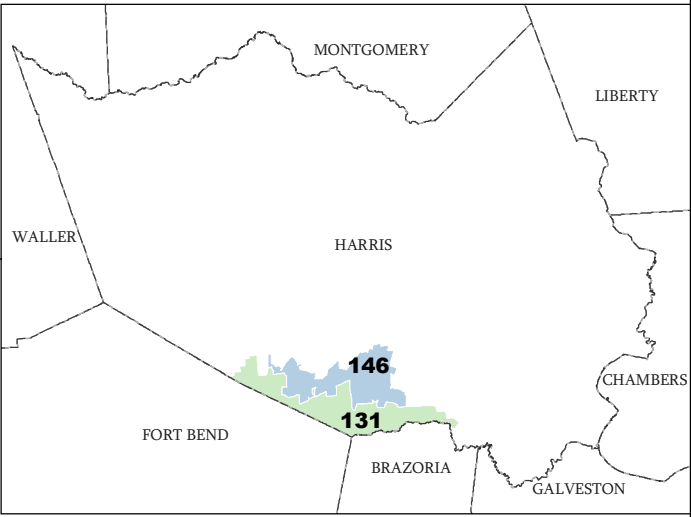 MONTGOMERY
LIBERTY
WALLER
HARRIS
146
CHAMBERS
131
FORT BEND
BRAZORIA
GALVESTON